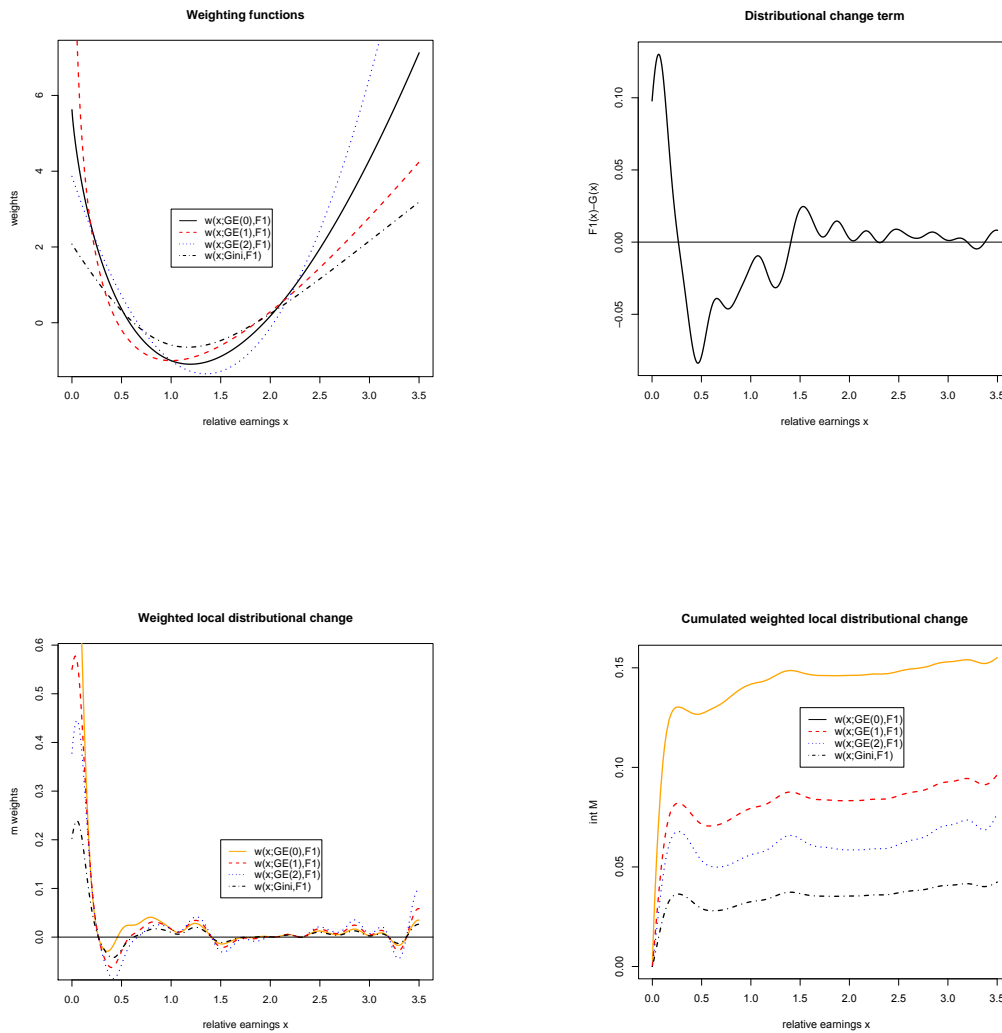 Weighting functions
weights
6
4
2
0
w(x;GE(0),F1)
w(x;GE(1),F1)
w(x;GE(2),F1)
w(x;Gini,F1)
0.0 0.5 1.0 1.5 2.0 2.5 3.0 3.5
relative earnings x
Distributional change term
F1(x)−G(x)
0.10
0.05
0.00
−0.05
0.0 0.5 1.0 1.5 2.0 2.5 3.0 3.5
relative earnings x
Weighted local distributional change
m weights
0.6
0.5
0.4
0.3
0.2
0.1
0.0
w(x;GE(0),F1)
w(x;GE(1),F1)
w(x;GE(2),F1)
w(x;Gini,F1)
0.0 0.5 1.0 1.5 2.0 2.5 3.0 3.5
relative earnings x
Cumulated weighted local distributional change
int M
0.15
0.10
0.05
0.00
w(x;GE(0),F1)
w(x;GE(1),F1)
w(x;GE(2),F1)
w(x;Gini,F1)
0.0 0.5 1.0 1.5 2.0 2.5 3.0 3.5
relative earnings x